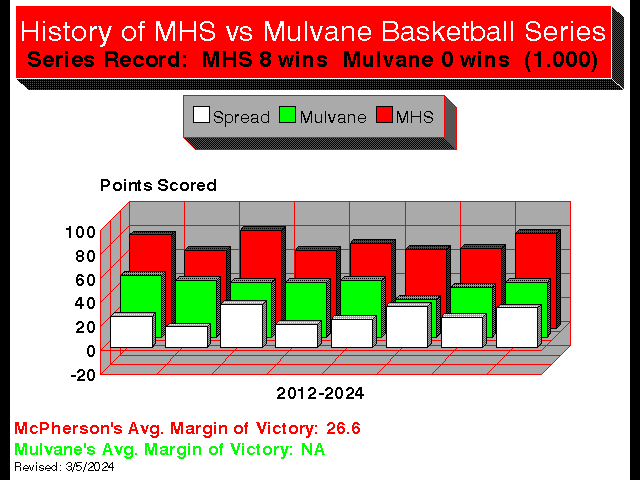 History of MHS vs Mulvane Basketball Series
Series Record:  MHS 8 wins  Mulvane 0 wins  (1.000)
Spread Mulvane MHS
Points Scored
100
80
60
40
20
0
-20
2012-2024
McPherson's Avg. Margin of Victory: 26.6
Mulvane's Avg. Margin of Victory: NA
Revised: 3/5/2024